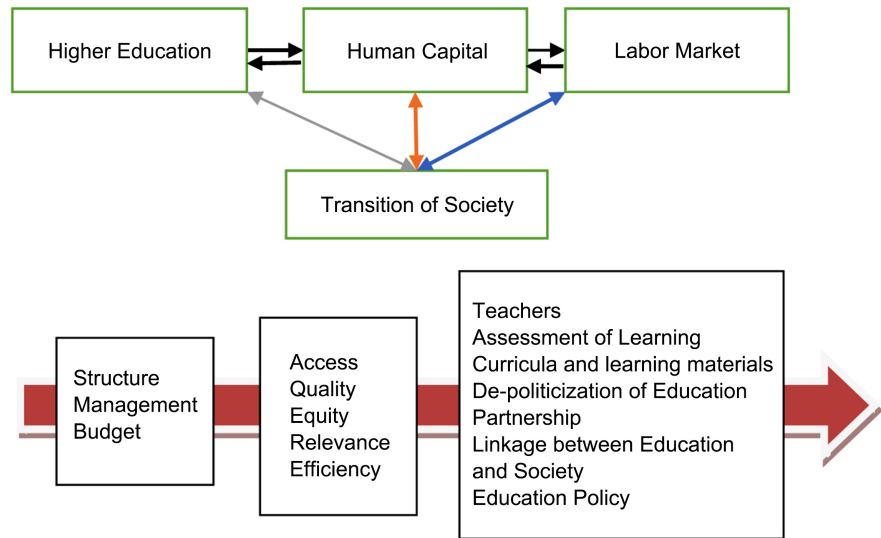 Higher Education
Human Capital
Labor Market
Transition of Society
Structure
Management
Budget
Access
Quality
Equity
Relevance
Efficiency
Teachers
Assessment of Learning
Curricula and learning materials
De-politicization of Education
Partnership
Linkage between Education
and Society
Education Policy